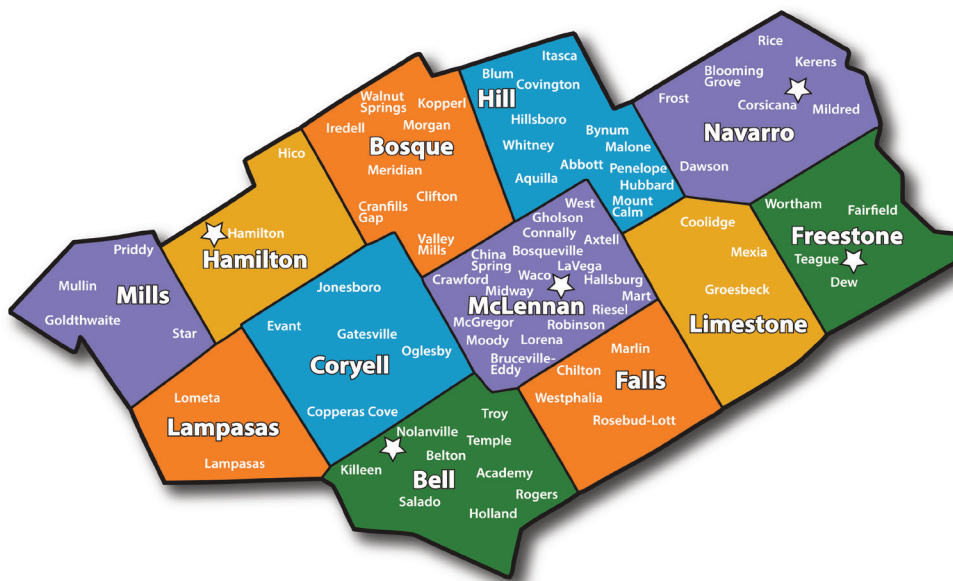 Rice
Kerens
Blooming
Grove
Frost
Corsicana
Mildred
Navarro
Dawson
Itasca
Blum
Covington
Hill
Hillsboro
Bynum
Malone
Whitney
Abbott
Penelope
Aquilla
Hubbard
Mount
Calm
Walnut
Springs
Kopperl
Iredell
Morgan
Bosque
Meridian
Clifton
Cranfills
Gap
Valley
Mills
Hico
Hamilton
Hamilton
Priddy
Mullin
Mills
Goldthwaite
Star
Wortham
Fairfield
Freestone
Teague
Dew
Coolidge
Mexia
Groesbeck
Limestone
West
Gholson
Connally
Axtell
Bosqueville
China
Spring
LaVega
Waco
Hallsburg
Crawford
Midway
Mart
McLennan
Riesel
McGregor
Robinson
Moody
Lorena
Bruceville-
Eddy
Jonesboro
Evant
Gatesville
Oglesby
Coryell
Copperas Cove
Marlin
Chilton
Falls
Westphalia
Rosebud-Lott
Lometa
Lampasas
Lampasas
Troy
Nolanville
Temple
Belton
Killeen
Bell
Academy
Salado
Rogers
Holland